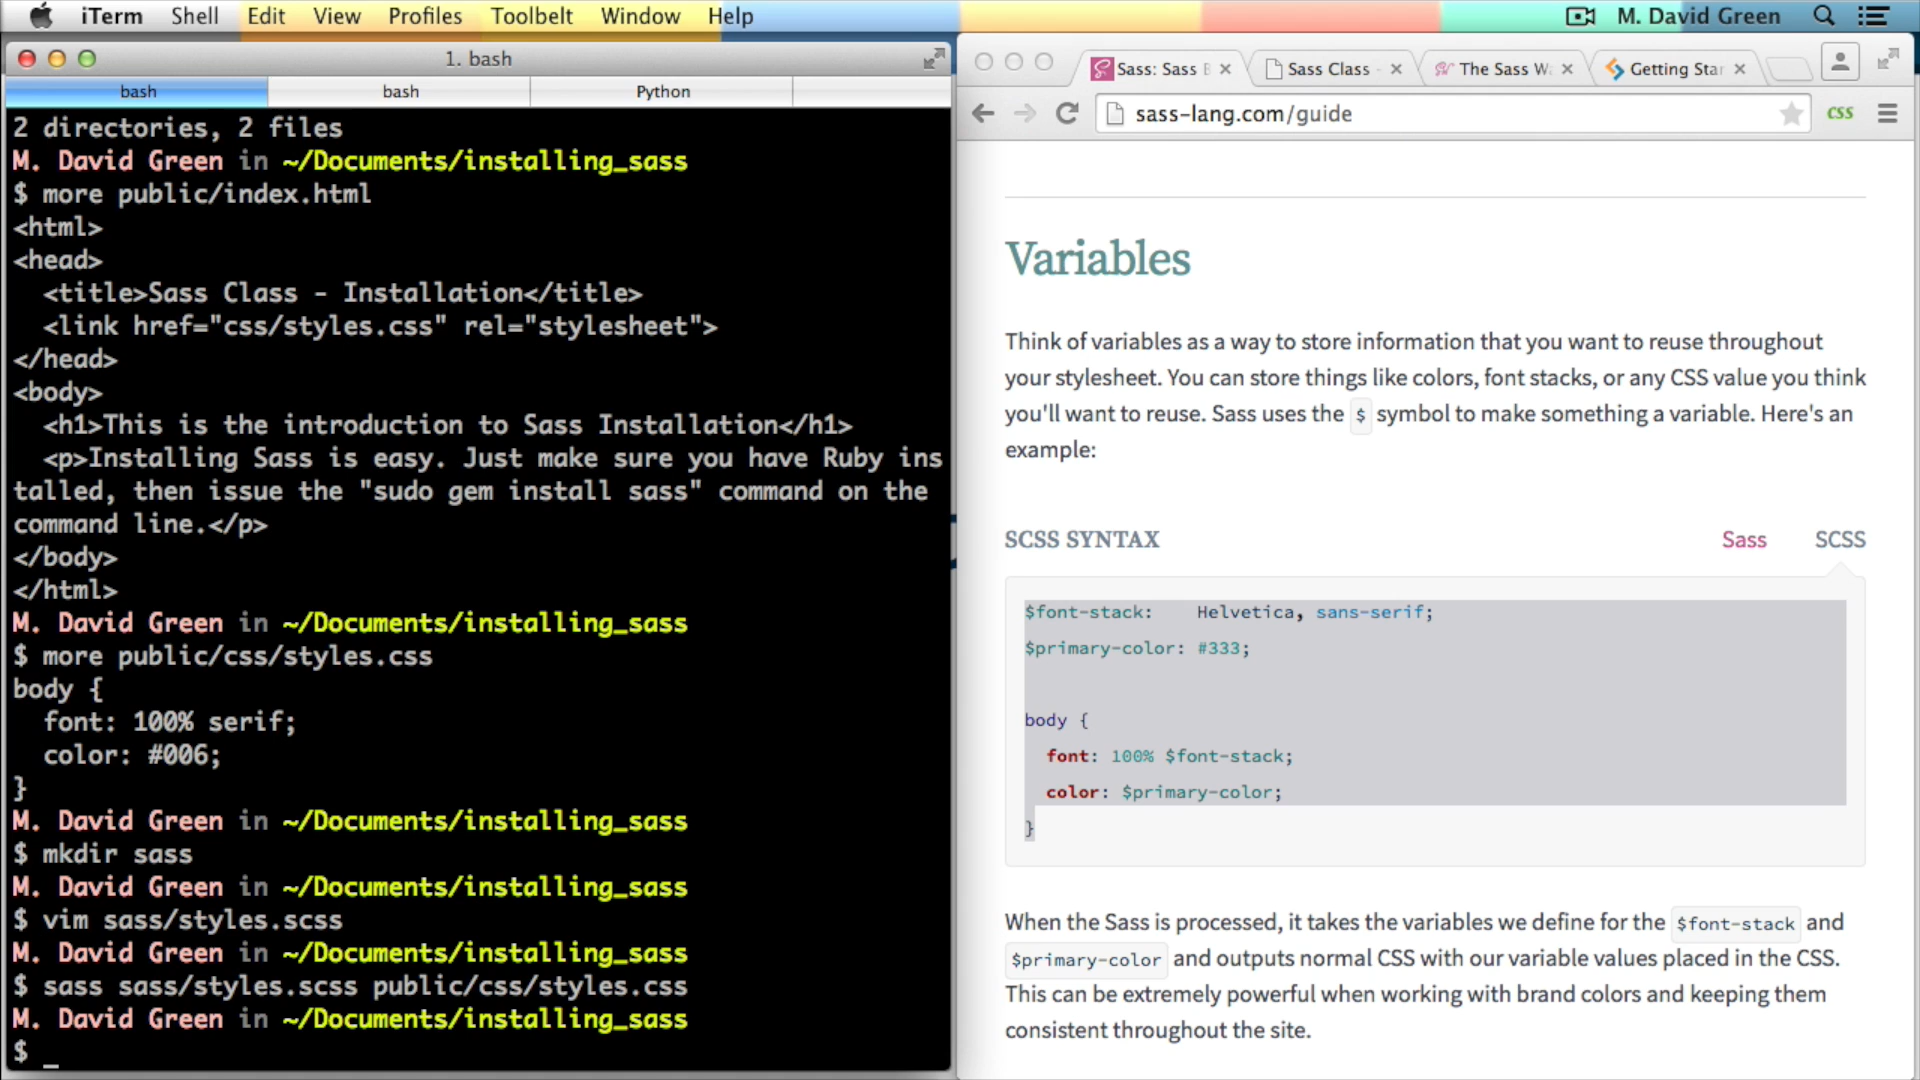 iTerm Shell Edit View Profiles Toolbelt Window Help M. David Green
1. bash
bash bash Python
2 directories, 2 files
M. David Green in ~/Documents/installing_sass
$ more public/index.html
<html>
<head>
  <title>Sass Class - Installation</title>
  <link href="css/styles.css" rel="stylesheet">
</head>
<body>
  <h1>This is the introduction to Sass Installation</h1>
  <p>Installing Sass is easy. Just make sure you have Ruby ins
talled, then issue the "sudo gem install sass" command on the
command line.</p>
</body>
</html>
M. David Green in ~/Documents/installing_sass
$ more public/css/styles.css
body {
  font: 100% serif;
  color: #006;
}
M. David Green in ~/Documents/installing_sass
$ mkdir sass
M. David Green in ~/Documents/installing_sass
$ vim sass/styles.scss
M. David Green in ~/Documents/installing_sass
$ sass sass/styles.scss public/css/styles.css
M. David Green in ~/Documents/installing_sass
$ _
Sass: Sass Sass Class - The Sass W Getting Star
sass-lang.com/guide css
Variables
Think of variables as a way to store information that you want to reuse throughout
your stylesheet. You can store things like colors, font stacks, or any CSS value you think
you'll want to reuse. Sass uses the $ symbol to make something a variable. Here's an
example:
SCSS SYNTAX Sass SCSS
$font-stack:    Helvetica, sans-serif;
$primary-color: #333;
body {
  font: 100% $font-stack;
  color: $primary-color;
}
When the Sass is processed, it takes the variables we define for the $font-stack and
$primary-color and outputs normal CSS with our variable values placed in the CSS.
This can be extremely powerful when working with brand colors and keeping them
consistent throughout the site.